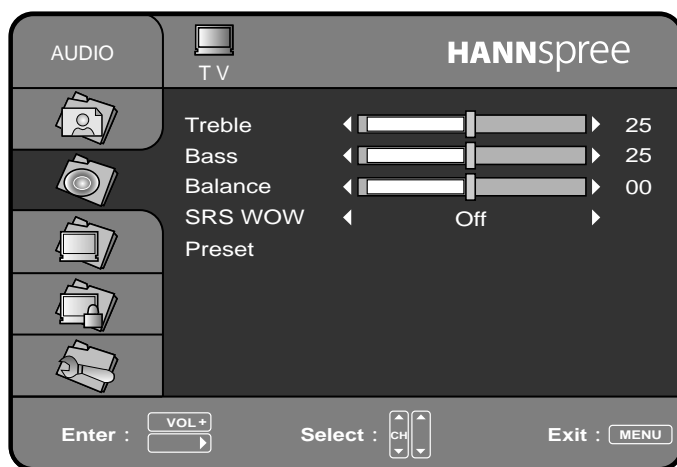 AUDIO
TV
HANNspree
Treble 25
Bass 25
Balance 00
SRS WOW Off
Preset
Enter : VOL+
Select : CH
Exit : MENU